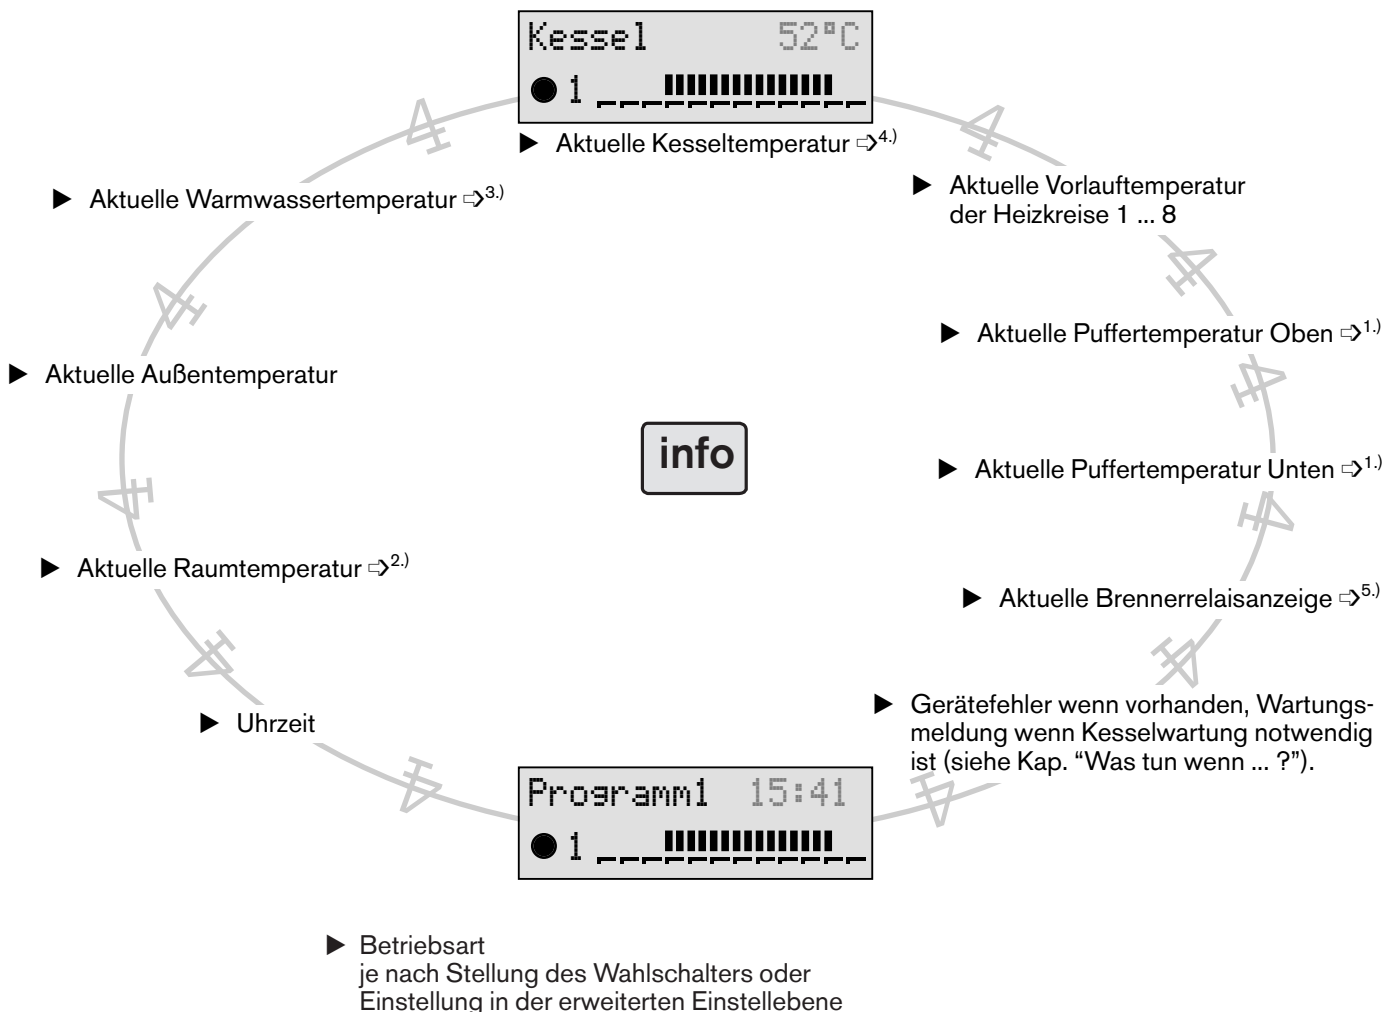 Kessel 52°C
1
▶ Aktuelle Kesseltemperatur ➩4.)
▶ Aktuelle Vorlauftemperatur
der Heizkreise 1 ... 8
▶ Aktuelle Puffertemperatur Oben ➩1.)
▶ Aktuelle Puffertemperatur Unten ➩1.)
▶ Aktuelle Brennerrelaisanzeige ➩5.)
▶ Gerätefehler wenn vorhanden, Wartungs-
meldung wenn Kesselwartung notwendig
ist (siehe Kap. “Was tun wenn ... ?”).
Programm1 15:41
1
▶ Betriebsart
je nach Stellung des Wahlschalters oder
Einstellung in der erweiterten Einstellebene
▶ Uhrzeit
▶ Aktuelle Raumtemperatur ➩2.)
▶ Aktuelle Außentemperatur
▶ Aktuelle Warmwassertemperatur ➩3.)
info